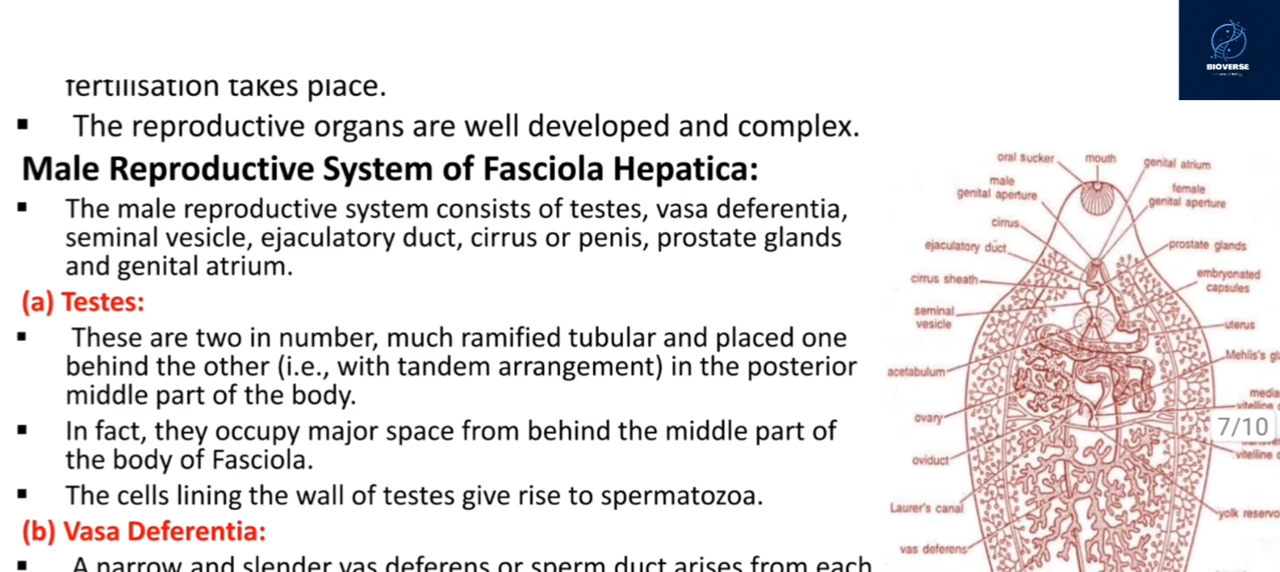 BIOVERSE
fertilisation takes place.
▪ The reproductive organs are well developed and complex.
Male Reproductive System of Fasciola Hepatica:
▪ The male reproductive system consists of testes, vasa deferentia,
seminal vesicle, ejaculatory duct, cirrus or penis, prostate glands
and genital atrium.
(a) Testes:
▪ These are two in number, much ramified tubular and placed one
behind the other (i.e., with tandem arrangement) in the posterior
middle part of the body.
▪ In fact, they occupy major space from behind the middle part of
the body of Fasciola.
▪ The cells lining the wall of testes give rise to spermatozoa.
(b) Vasa Deferentia:
▪ A narrow and slender vas deferens or sperm duct arises from each
oral sucker
mouth
genital atrium
male
genital aperture
female
genital aperture
cirrus
ejaculatory duct
prostate glands
cirrus sheath
embryonated
capsules
seminal
vesicle
uterus
acetabulum
Mehlis's gl
media
vitelline
ovary
7/10
vitelline
oviduct
Laurer's canal
yolk reservo
vas deferens